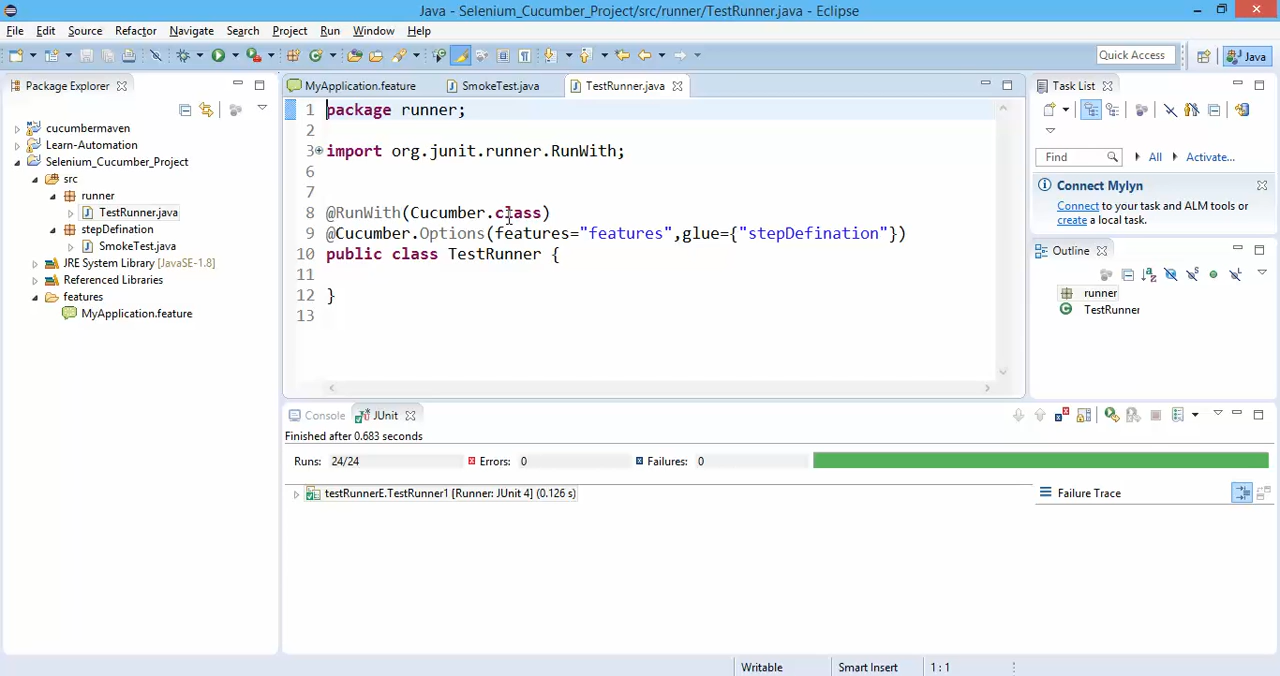 Java - Selenium_Cucumber_Project/src/runner/TestRunner.java - Eclipse
File Edit Source Refactor Navigate Search Project Run Window Help
Quick Access
Java
Package Explorer
cucumbermaven
Learn-Automation
Selenium_Cucumber_Project
src
runner
TestRunner.java
stepDefination
SmokeTest.java
JRE System Library [JavaSE-1.8]
Referenced Libraries
features
MyApplication.feature
MyApplication.feature SmokeTest.java TestRunner.java
1 package runner;
2
3 import org.junit.runner.RunWith;
6
7
8 @RunWith(Cucumber.class)
9 @Cucumber.Options(features="features",glue={"stepDefination"})
10 public class TestRunner {
11
12 }
13
Task List
Find All Activate...
Connect Mylyn
Connect to your task and ALM tools or
create a local task.
Outline
runner
TestRunner
Console JUnit
Finished after 0.683 seconds
Runs: 24/24 Errors: 0 Failures: 0
testRunnerE.TestRunner1 [Runner: JUnit 4] (0.126 s)
Failure Trace
Writable Smart Insert 1 : 1